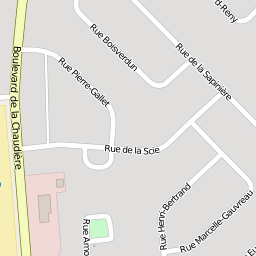 Rue Boisverdun
Rue de la Sapinière
Boulevard de la Chaudière
Rue Pierre-Gallet
Rue de la Scie
Rue Henri-Bertrand
Rue Marcelle-Gauvreau